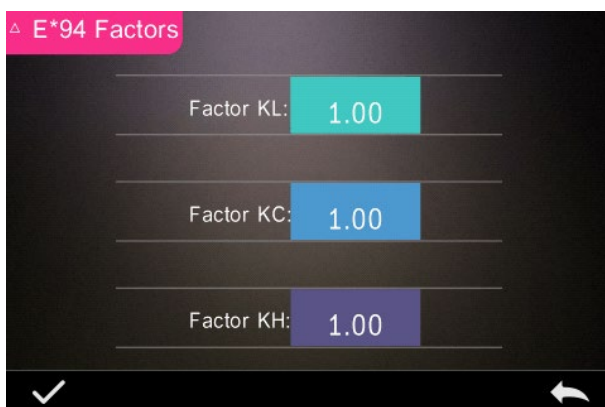 △ E*94 Factors
Factor KL: 1.00
Factor KC: 1.00
Factor KH: 1.00